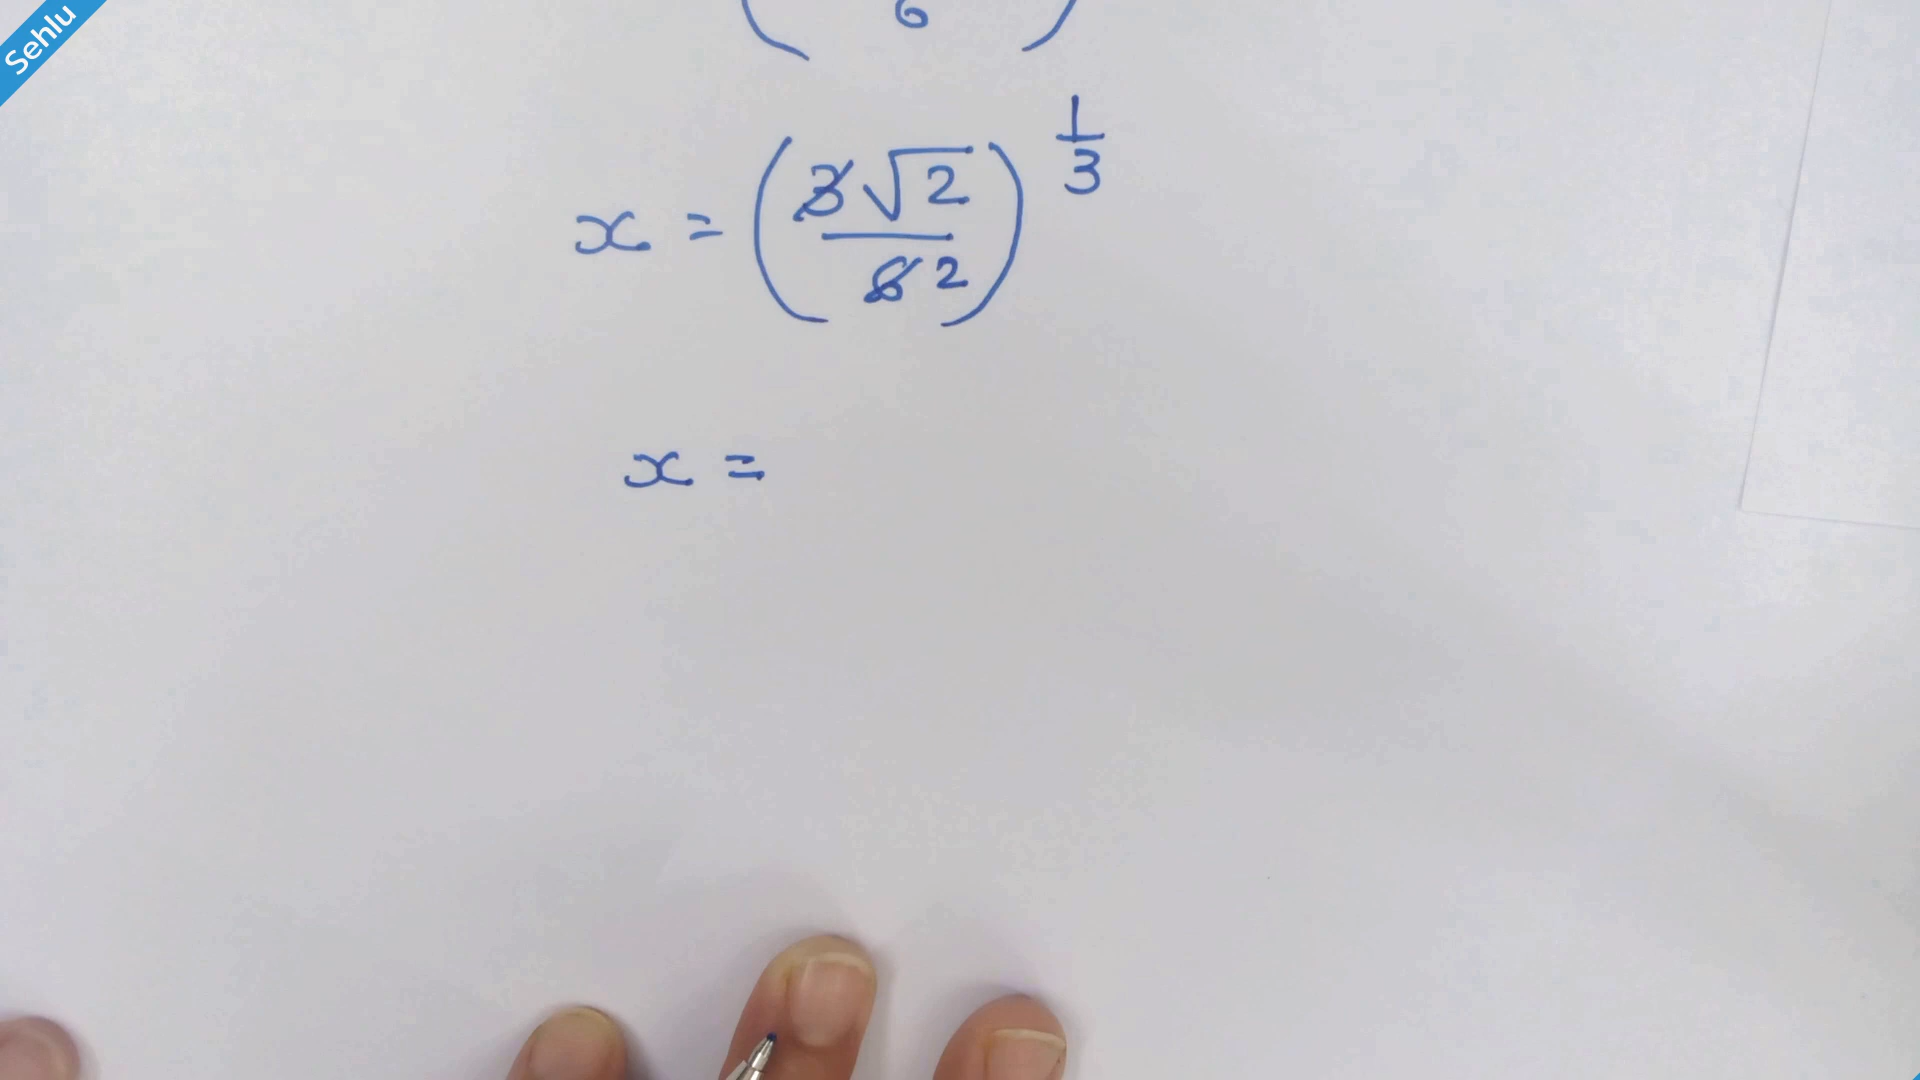 Sehlu
( 6 )
x = (3√2 / 6 2)^(1/3)
x =